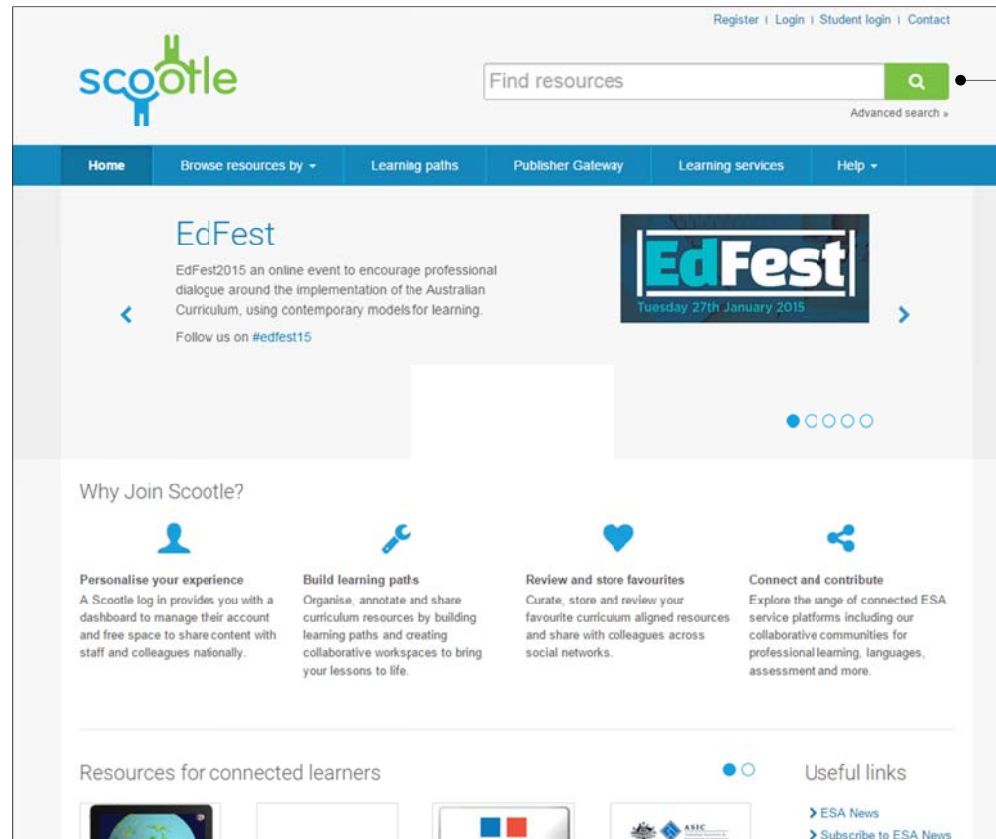 Register | Login | Student login | Contact
scootle
Find resources
Advanced search »
Home Browse resources by Learning paths Publisher Gateway Learning services Help
EdFest
EdFest2015 an online event to encourage professional
dialogue around the implementation of the Australian
Curriculum, using contemporary models for learning.
Follow us on #edfest15
EdFest
Tuesday 27th January 2015
Why Join Scootle?
Personalise your experience
A Scootle log in provides you with a
dashboard to manage their account
and free space to share content with
staff and colleagues nationally.
Build learning paths
Organise, annotate and share
curriculum resources by building
learning paths and creating
collaborative workspaces to bring
your lessons to life.
Review and store favourites
Curate, store and review your
favourite curriculum aligned resources
and share with colleagues across
social networks.
Connect and contribute
Explore the range of connected ESA
service platforms including our
collaborative communities for
professional learning, languages,
assessment and more.
Resources for connected learners
Useful links
ESA News
Subscribe to ESA News
ASIC